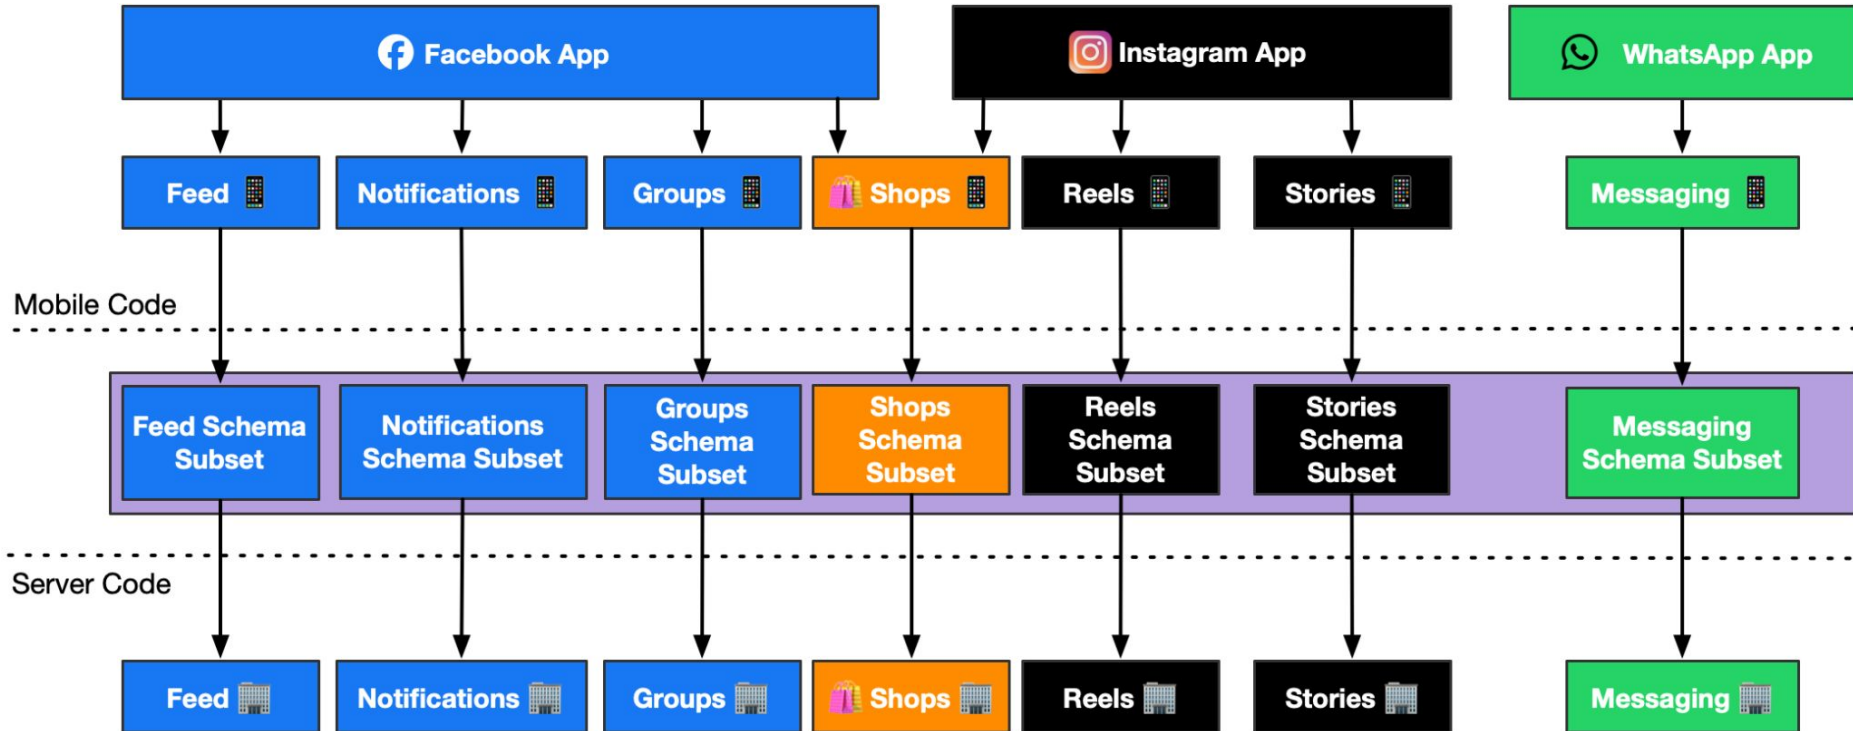 Facebook App
Instagram App
WhatsApp App
Feed
Notifications
Groups
Shops
Reels
Stories
Messaging
Mobile Code
Feed Schema
Subset
Notifications
Schema Subset
Groups
Schema
Subset
Shops
Schema
Subset
Reels
Schema
Subset
Stories
Schema
Subset
Messaging
Schema Subset
Server Code
Feed
Notifications
Groups
Shops
Reels
Stories
Messaging